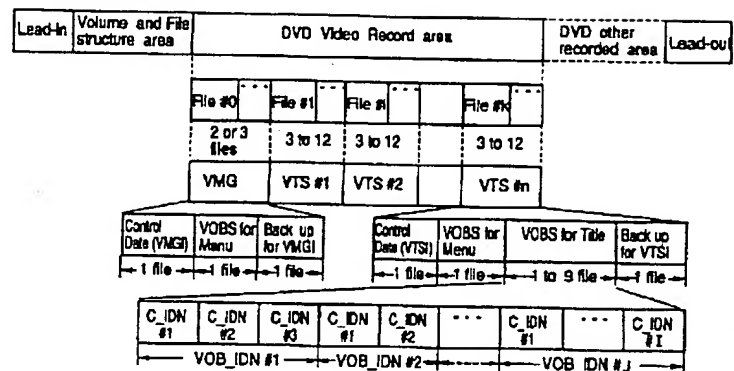 Lead-In Volume and File structure area DVD Video Record area DVD other recorded area Lead-out
File #0 ... File #1 ... File #i ... File #k ...
2 or 3 files 3 to 12 3 to 12 3 to 12
VMG VTS #1 VTS #2 VTS #n
Control Data (VMGI) VOBS for Menu Back up for VMGI Control Data (VTSI) VOBS for Menu VOBS for Title Back up for VTSI
1 file 1 file 1 file 1 file 1 file 1 to 9 file 1 file
C_IDN #1 C_IDN #2 C_IDN #3 C_IDN #1 C_IDN #2 ... C_IDN #1 ... C_IDN #I
VOB_IDN #1 VOB_IDN #2 VOB IDN #J